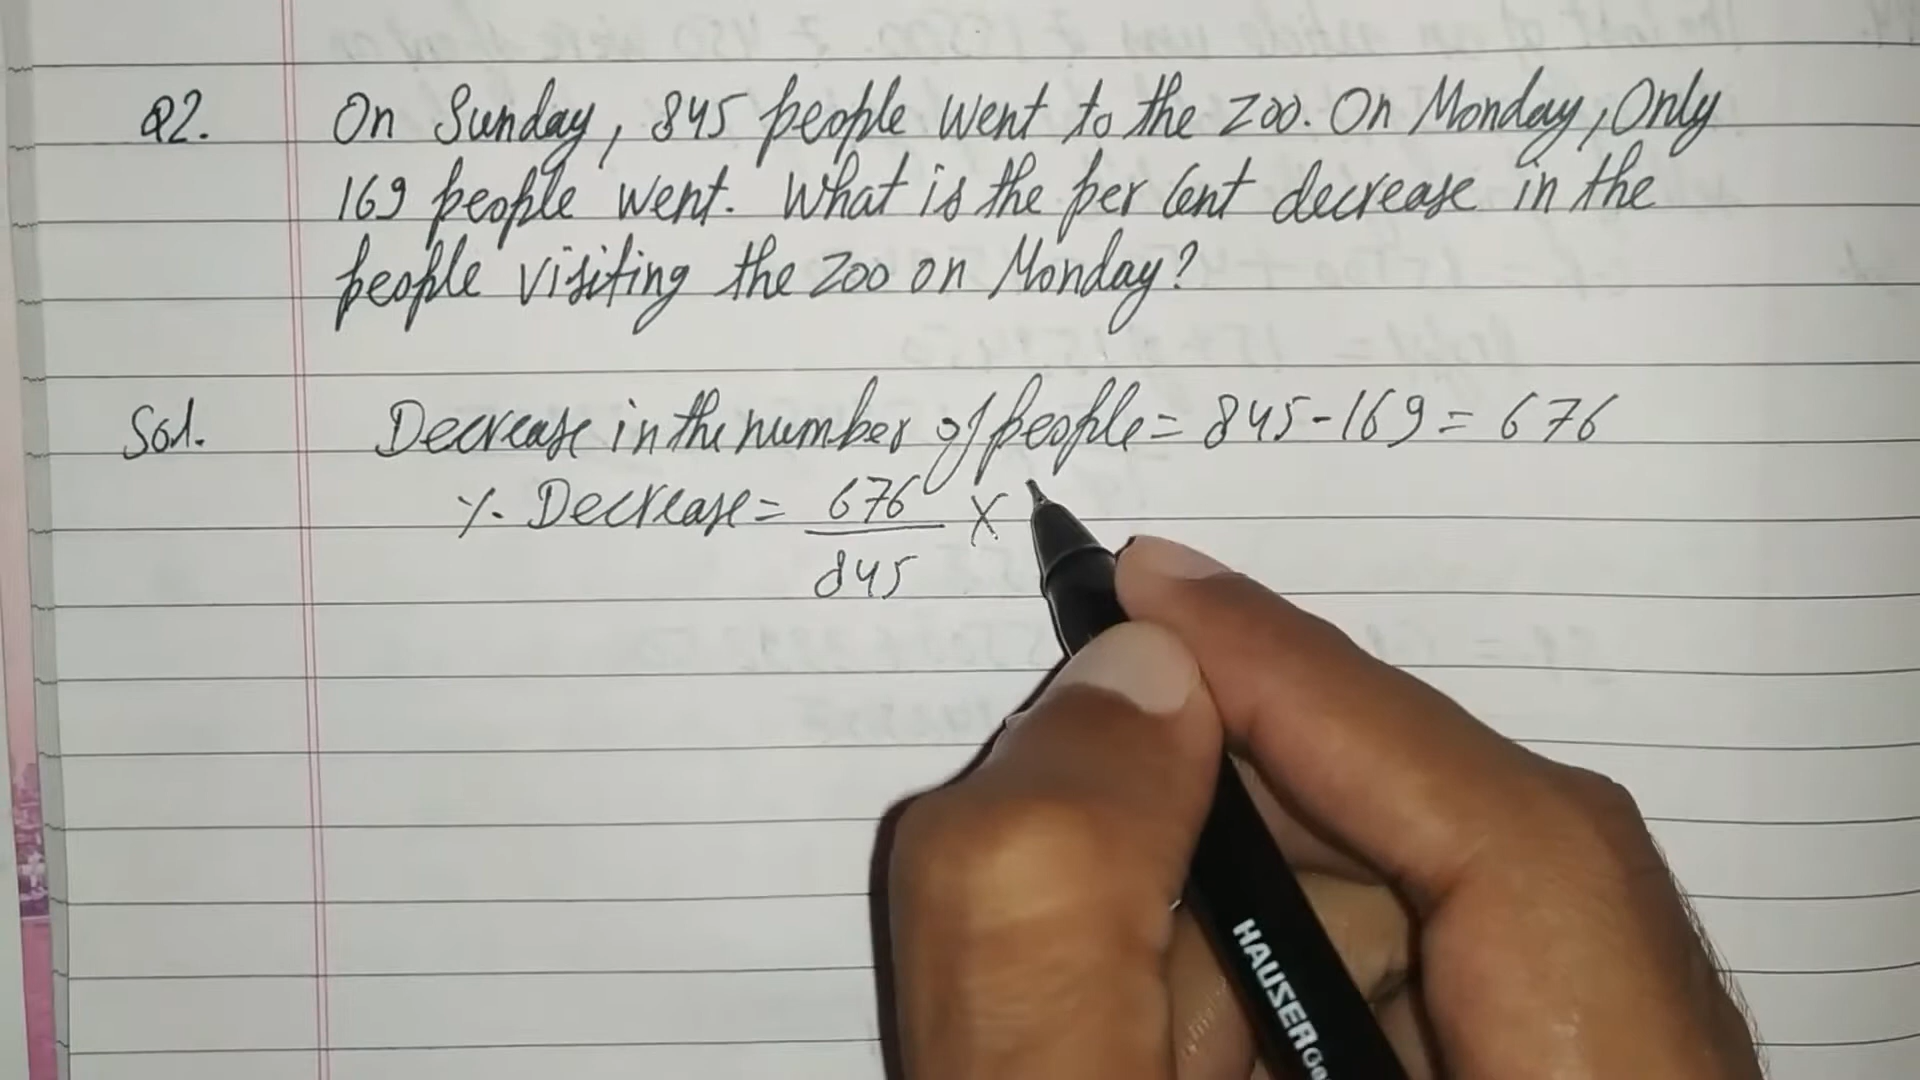 Q2. On Sunday, 845 people went to the zoo. On Monday, Only
169 people went. What is the per cent decrease in the
people visiting the zoo on Monday?
Sol. Decrease in the number of people = 845-169 = 676
% Decrease = 676/845 ×
HAUSER